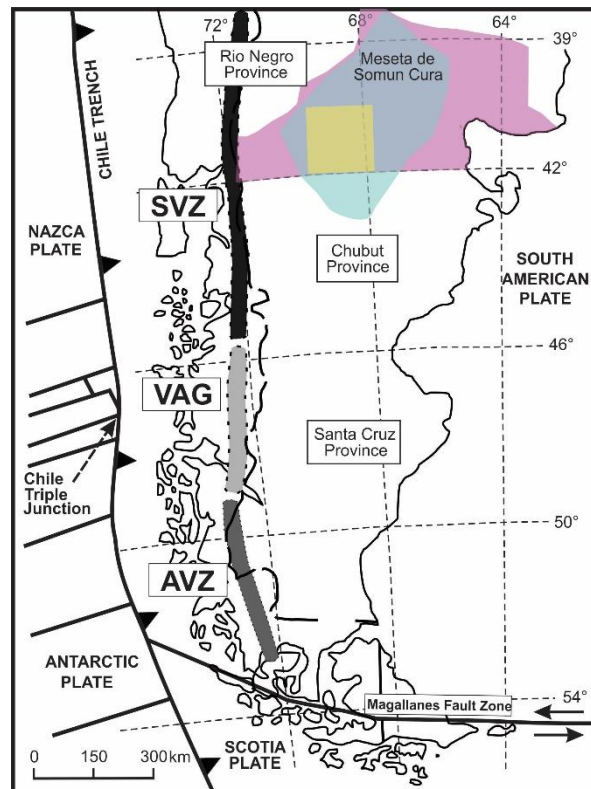 72°
68°
64°
39°
Rio Negro
Province
Meseta de
Somun Cura
CHILE TRENCH
42°
SVZ
NAZCA
PLATE
Chubut
Province
SOUTH
AMERICAN
PLATE
46°
VAG
Santa Cruz
Province
Chile
Triple
Junction
50°
AVZ
ANTARCTIC
PLATE
54°
Magallanes Fault Zone
0 150 300km
SCOTIA
PLATE